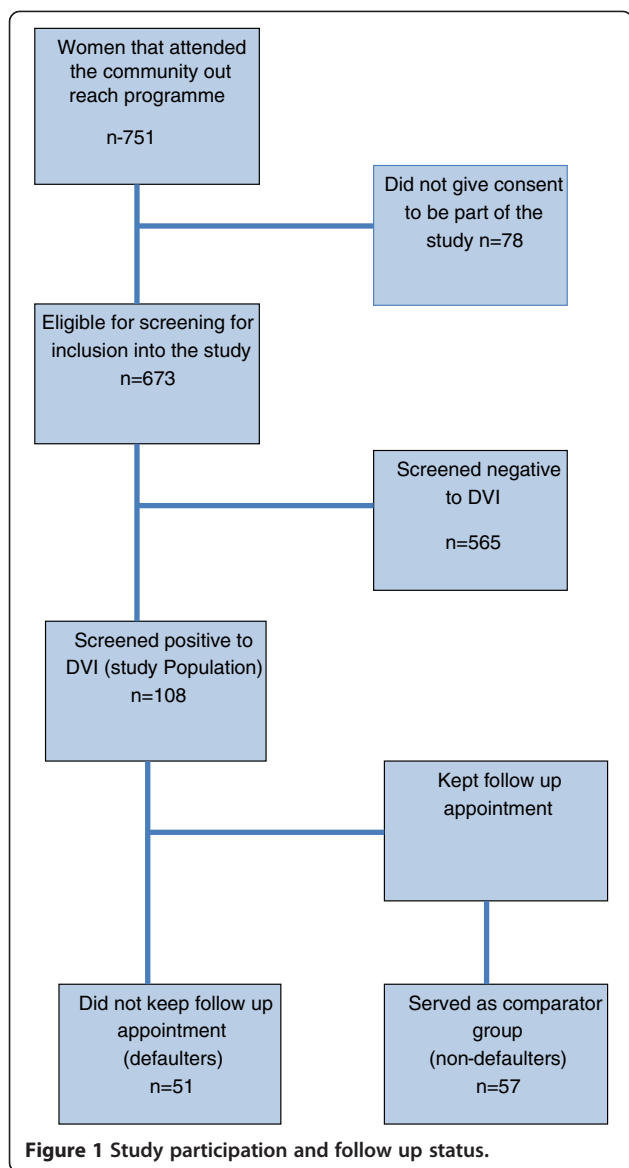 Women that attended
the community out
reach programme
n-751
Did not give consent
to be part of the
study n=78
Eligible for screening for
inclusion into the study
n=673
Screened negative
to DVI
n=565
Screened positive to
DVI (study Population)
n=108
Kept follow up
appointment
Did not keep follow up
appointment
(defaulters)
n=51
Served as comparator
group
(non-defaulters)
n=57
Figure 1 Study participation and follow up status.